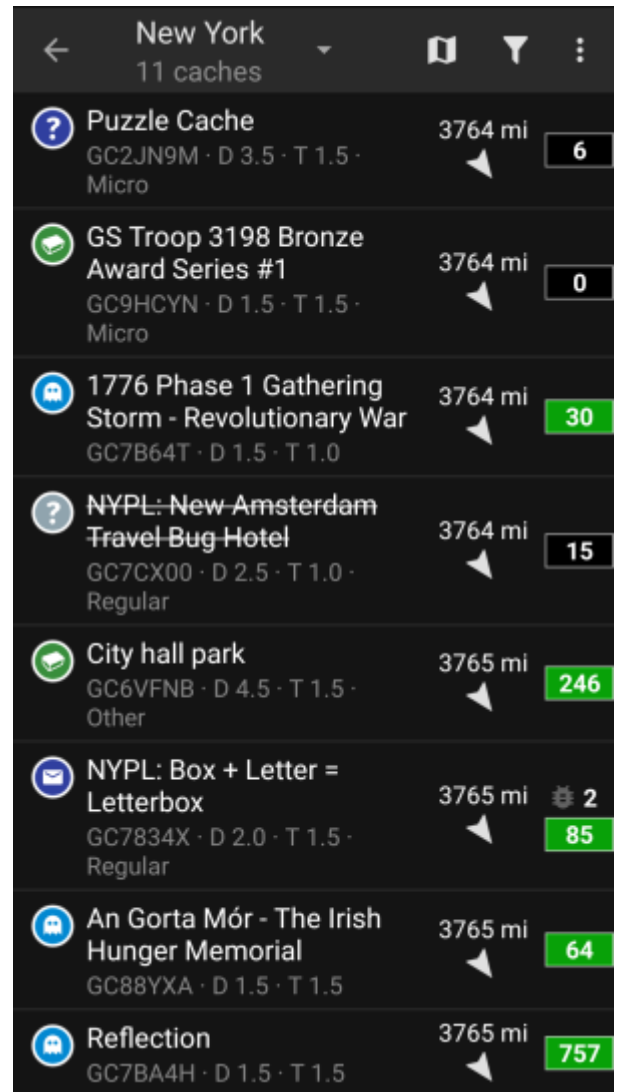 New York
11 caches
Puzzle Cache
GC2JN9M · D 3.5 · T 1.5 ·
Micro
3764 mi
6
GS Troop 3198 Bronze
Award Series #1
GC9HCYN · D 1.5 · T 1.5 ·
Micro
3764 mi
0
1776 Phase 1 Gathering
Storm - Revolutionary War
GC7B64T · D 1.5 · T 1.0
3764 mi
30
NYPL: New Amsterdam
Travel Bug Hotel
GC7CX00 · D 2.5 · T 1.0 ·
Regular
3764 mi
15
City hall park
GC6VFNB · D 4.5 · T 1.5 ·
Other
3765 mi
246
NYPL: Box + Letter =
Letterbox
GC7834X · D 2.0 · T 1.5 ·
Regular
3765 mi
2
85
An Gorta Mór - The Irish
Hunger Memorial
GC88YXA · D 1.5 · T 1.5
3765 mi
64
Reflection
GC7BA4H · D 1.5 · T 1.5
3765 mi
757